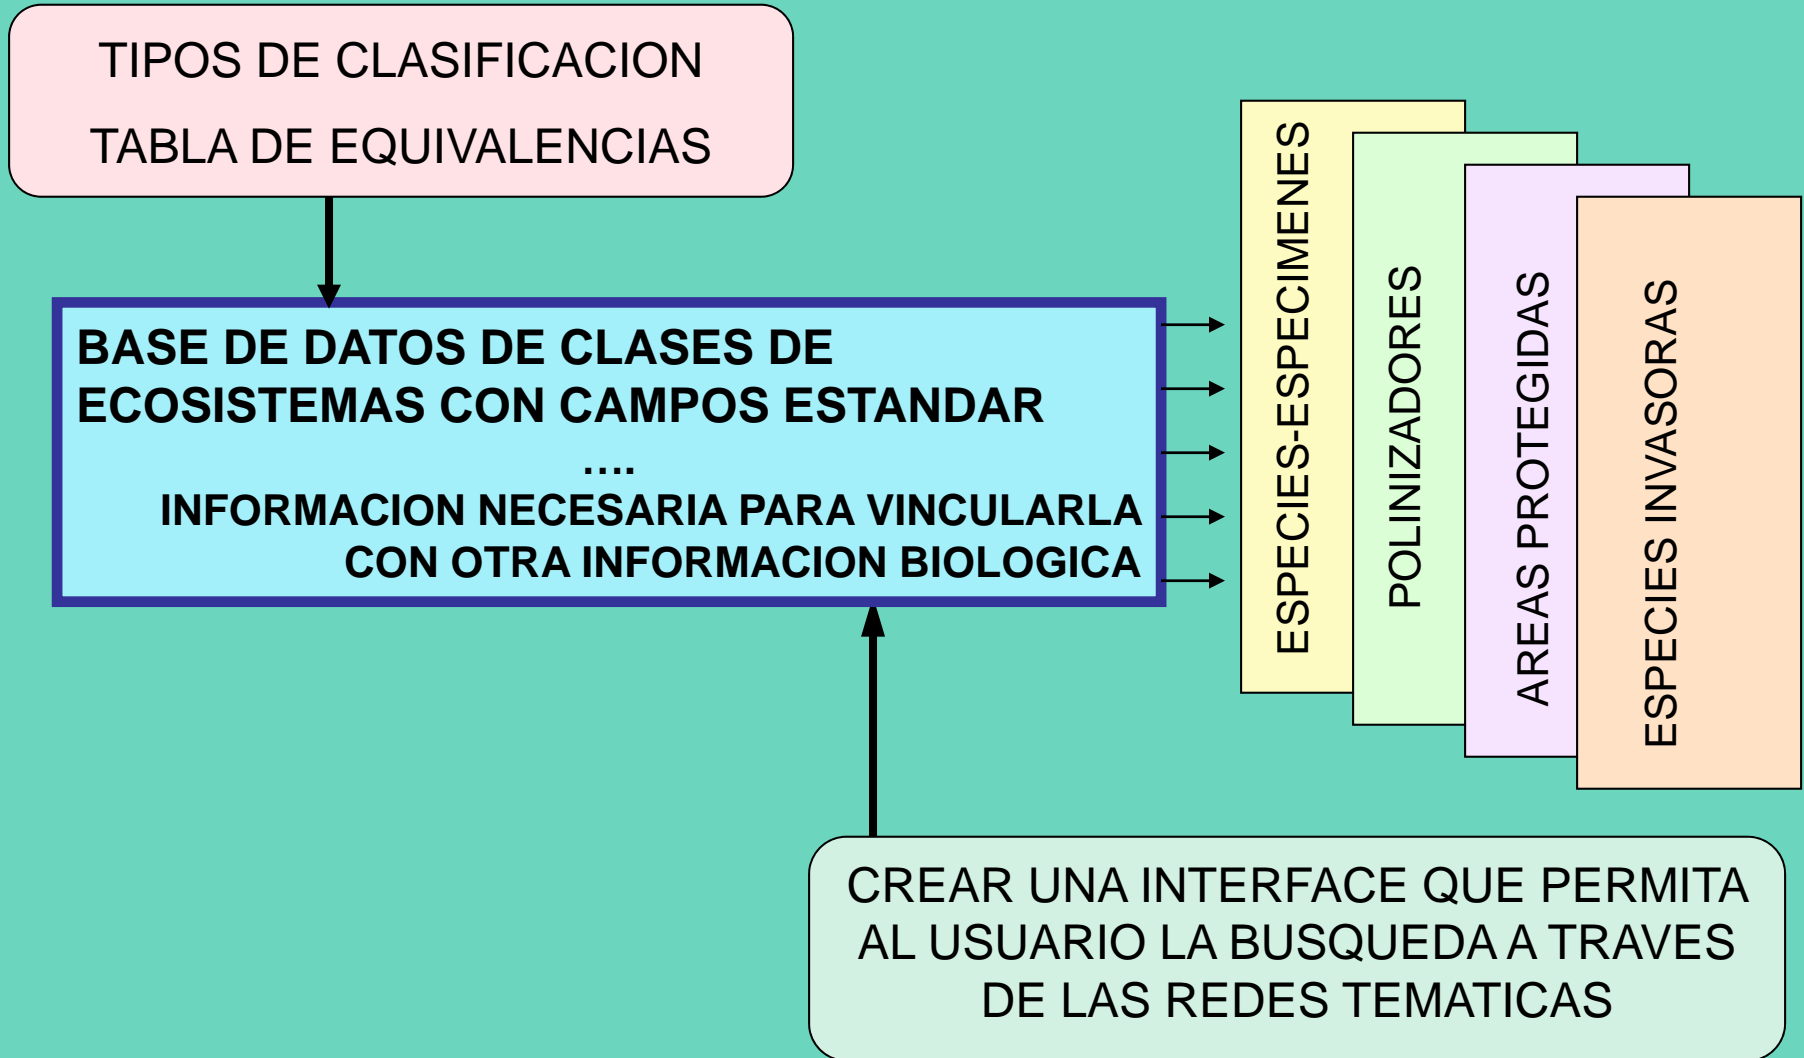 TIPOS DE CLASIFICACION
TABLA DE EQUIVALENCIAS
BASE DE DATOS DE CLASES DE
ECOSISTEMAS CON CAMPOS ESTANDAR
….
INFORMACION NECESARIA PARA VINCULARLA
CON OTRA INFORMACION BIOLOGICA
ESPECIES-ESPECIMENES
POLINIZADORES
AREAS PROTEGIDAS
ESPECIES INVASORAS
CREAR UNA INTERFACE QUE PERMITA
AL USUARIO LA BUSQUEDA A TRAVES
DE LAS REDES TEMATICAS